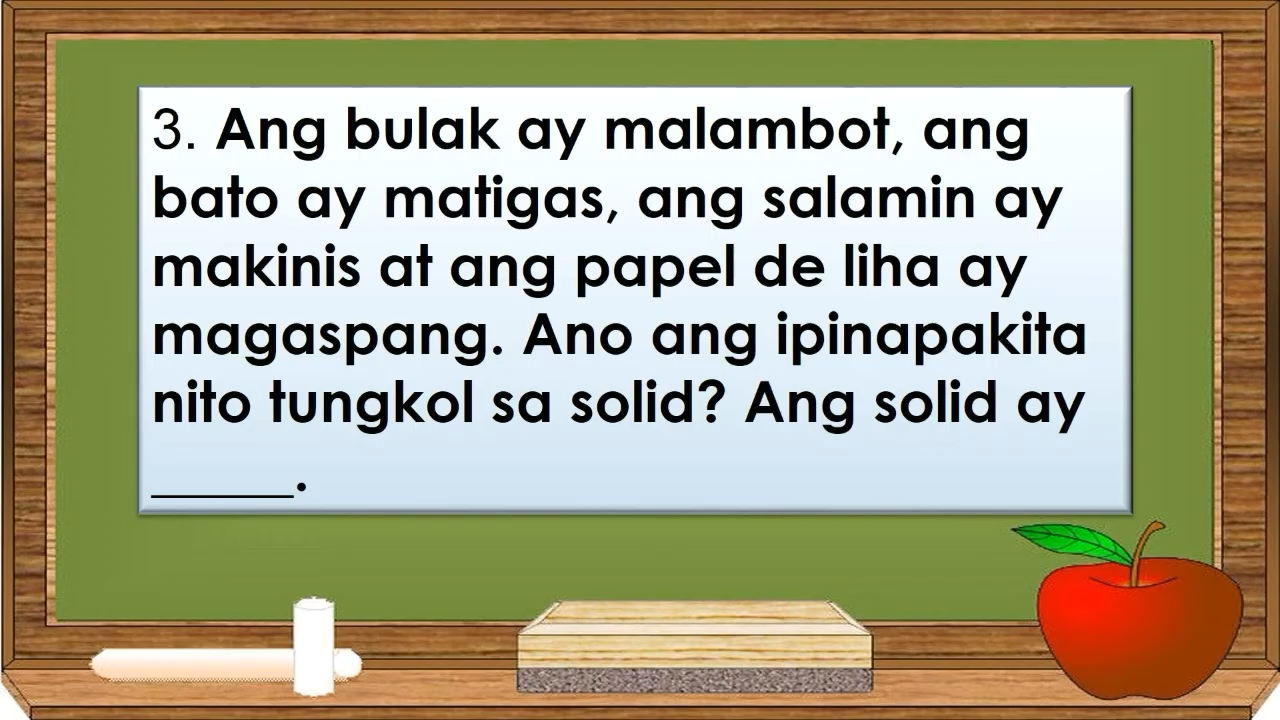 3. Ang bulak ay malambot, ang
bato ay matigas, ang salamin ay
makinis at ang papel de liha ay
magaspang. Ano ang ipinapakita
nito tungkol sa solid? Ang solid ay
_____.